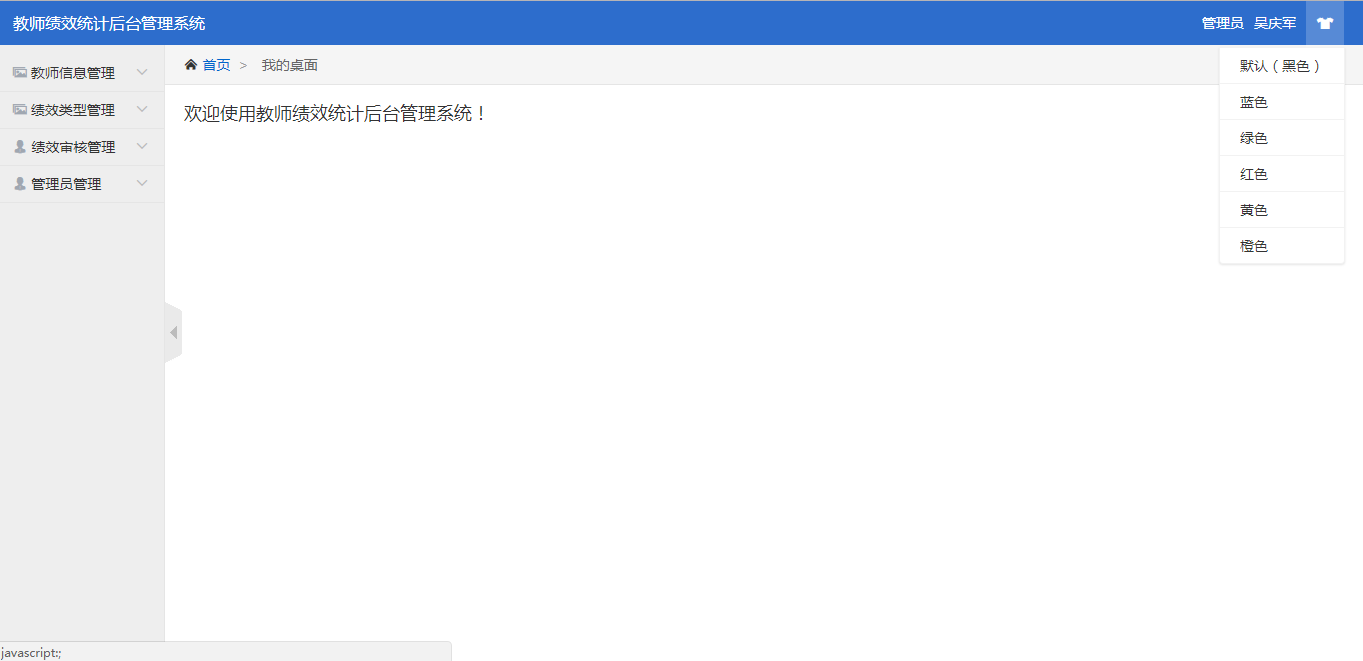 教师绩效统计后台管理系统
管理员 吴庆军
教师信息管理
绩效类型管理
绩效审核管理
管理员管理
首页 > 我的桌面
欢迎使用教师绩效统计后台管理系统！
默认（黑色）
蓝色
绿色
红色
黄色
橙色
javascript:;